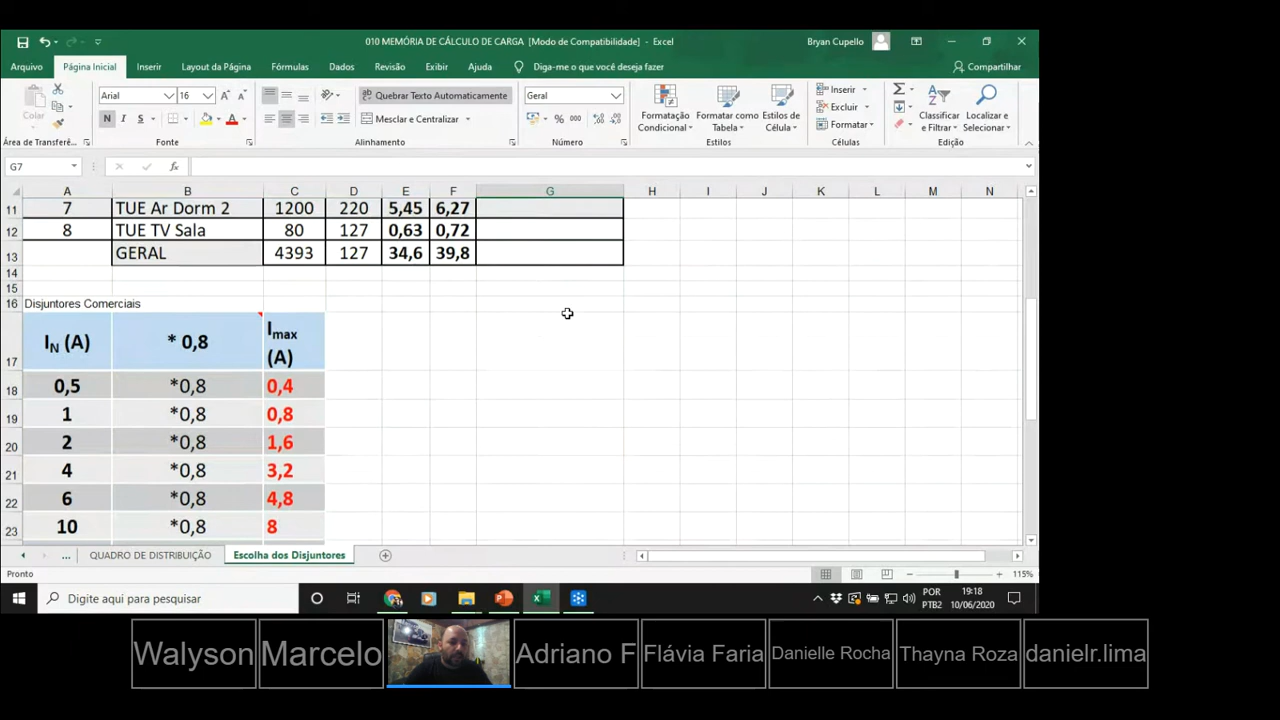 010 MEMÓRIA DE CÁLCULO DE CARGA [Modo de Compatibilidade] - Excel
Bryan Cupello
Arquivo Página Inicial Inserir Layout da Página Fórmulas Dados Revisão Exibir Ajuda Diga-me o que você deseja fazer Compartilhar
Colar
Arial 16
Quebrar Texto Automaticamente
Geral
N I S
Mesclar e Centralizar
% 000
Formatação Condicional
Formatar como Tabela
Estilos de Célula
Inserir
Excluir
Formatar
Classificar e Filtrar
Localizar e Selecionar
Área de Transferê...
Fonte
Alinhamento
Número
Estilos
Células
Edição
G7
A B C D E F G H I J K L M N
11 7 TUE Ar Dorm 2 1200 220 5,45 6,27
12 8 TUE TV Sala 80 127 0,63 0,72
13 GERAL 4393 127 34,6 39,8
14
15
16 Disjuntores Comerciais
17 IN (A) * 0,8 Imax (A)
18 0,5 *0,8 0,4
19 1 *0,8 0,8
20 2 *0,8 1,6
21 4 *0,8 3,2
22 6 *0,8 4,8
23 10 *0,8 8
... QUADRO DE DISTRIBUIÇÃO Escolha dos Disjuntores
Pronto
115%
Digite aqui para pesquisar
POR
PTB2
19:18
10/06/2020
Walyson Marcelo Adriano F Flávia Faria Danielle Rocha Thayna Roza danielr.lima